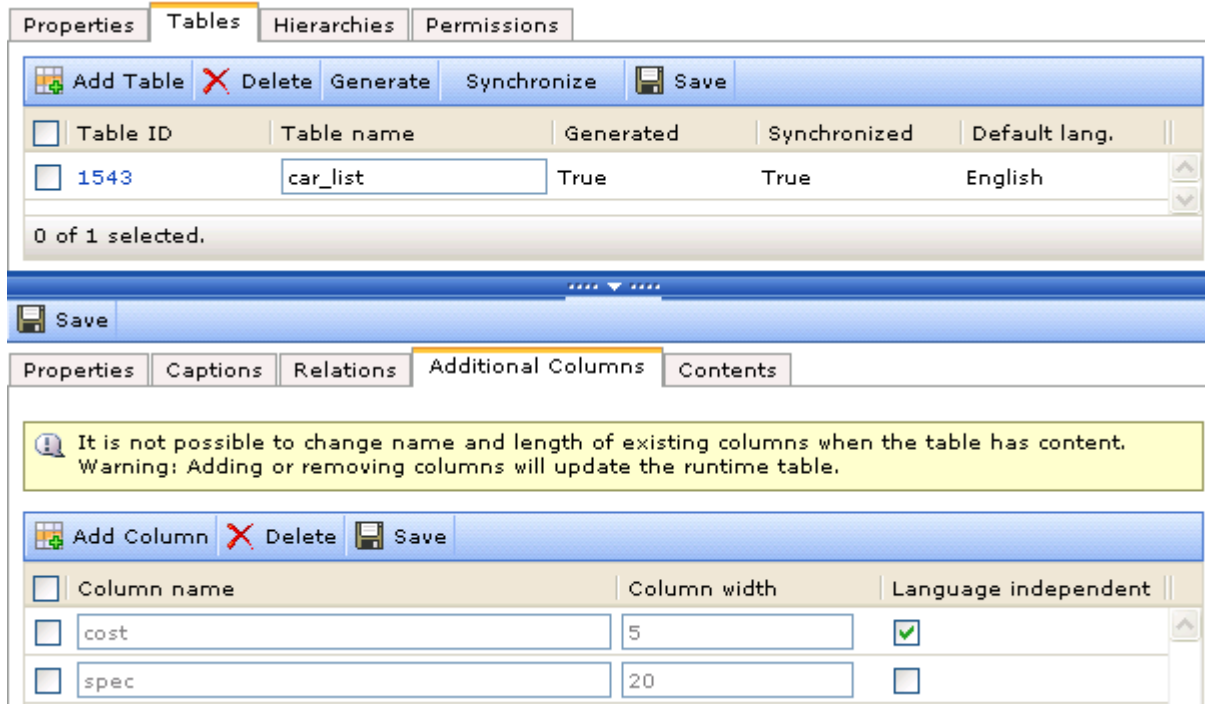 Properties Tables Hierarchies Permissions
Add Table Delete Generate Synchronize Save
Table ID Table name Generated Synchronized Default lang.
1543 car_list True True English
0 of 1 selected.
Save
Properties Captions Relations Additional Columns Contents
It is not possible to change name and length of existing columns when the table has content.
Warning: Adding or removing columns will update the runtime table.
Add Column Delete Save
Column name Column width Language independent
cost 5
spec 20